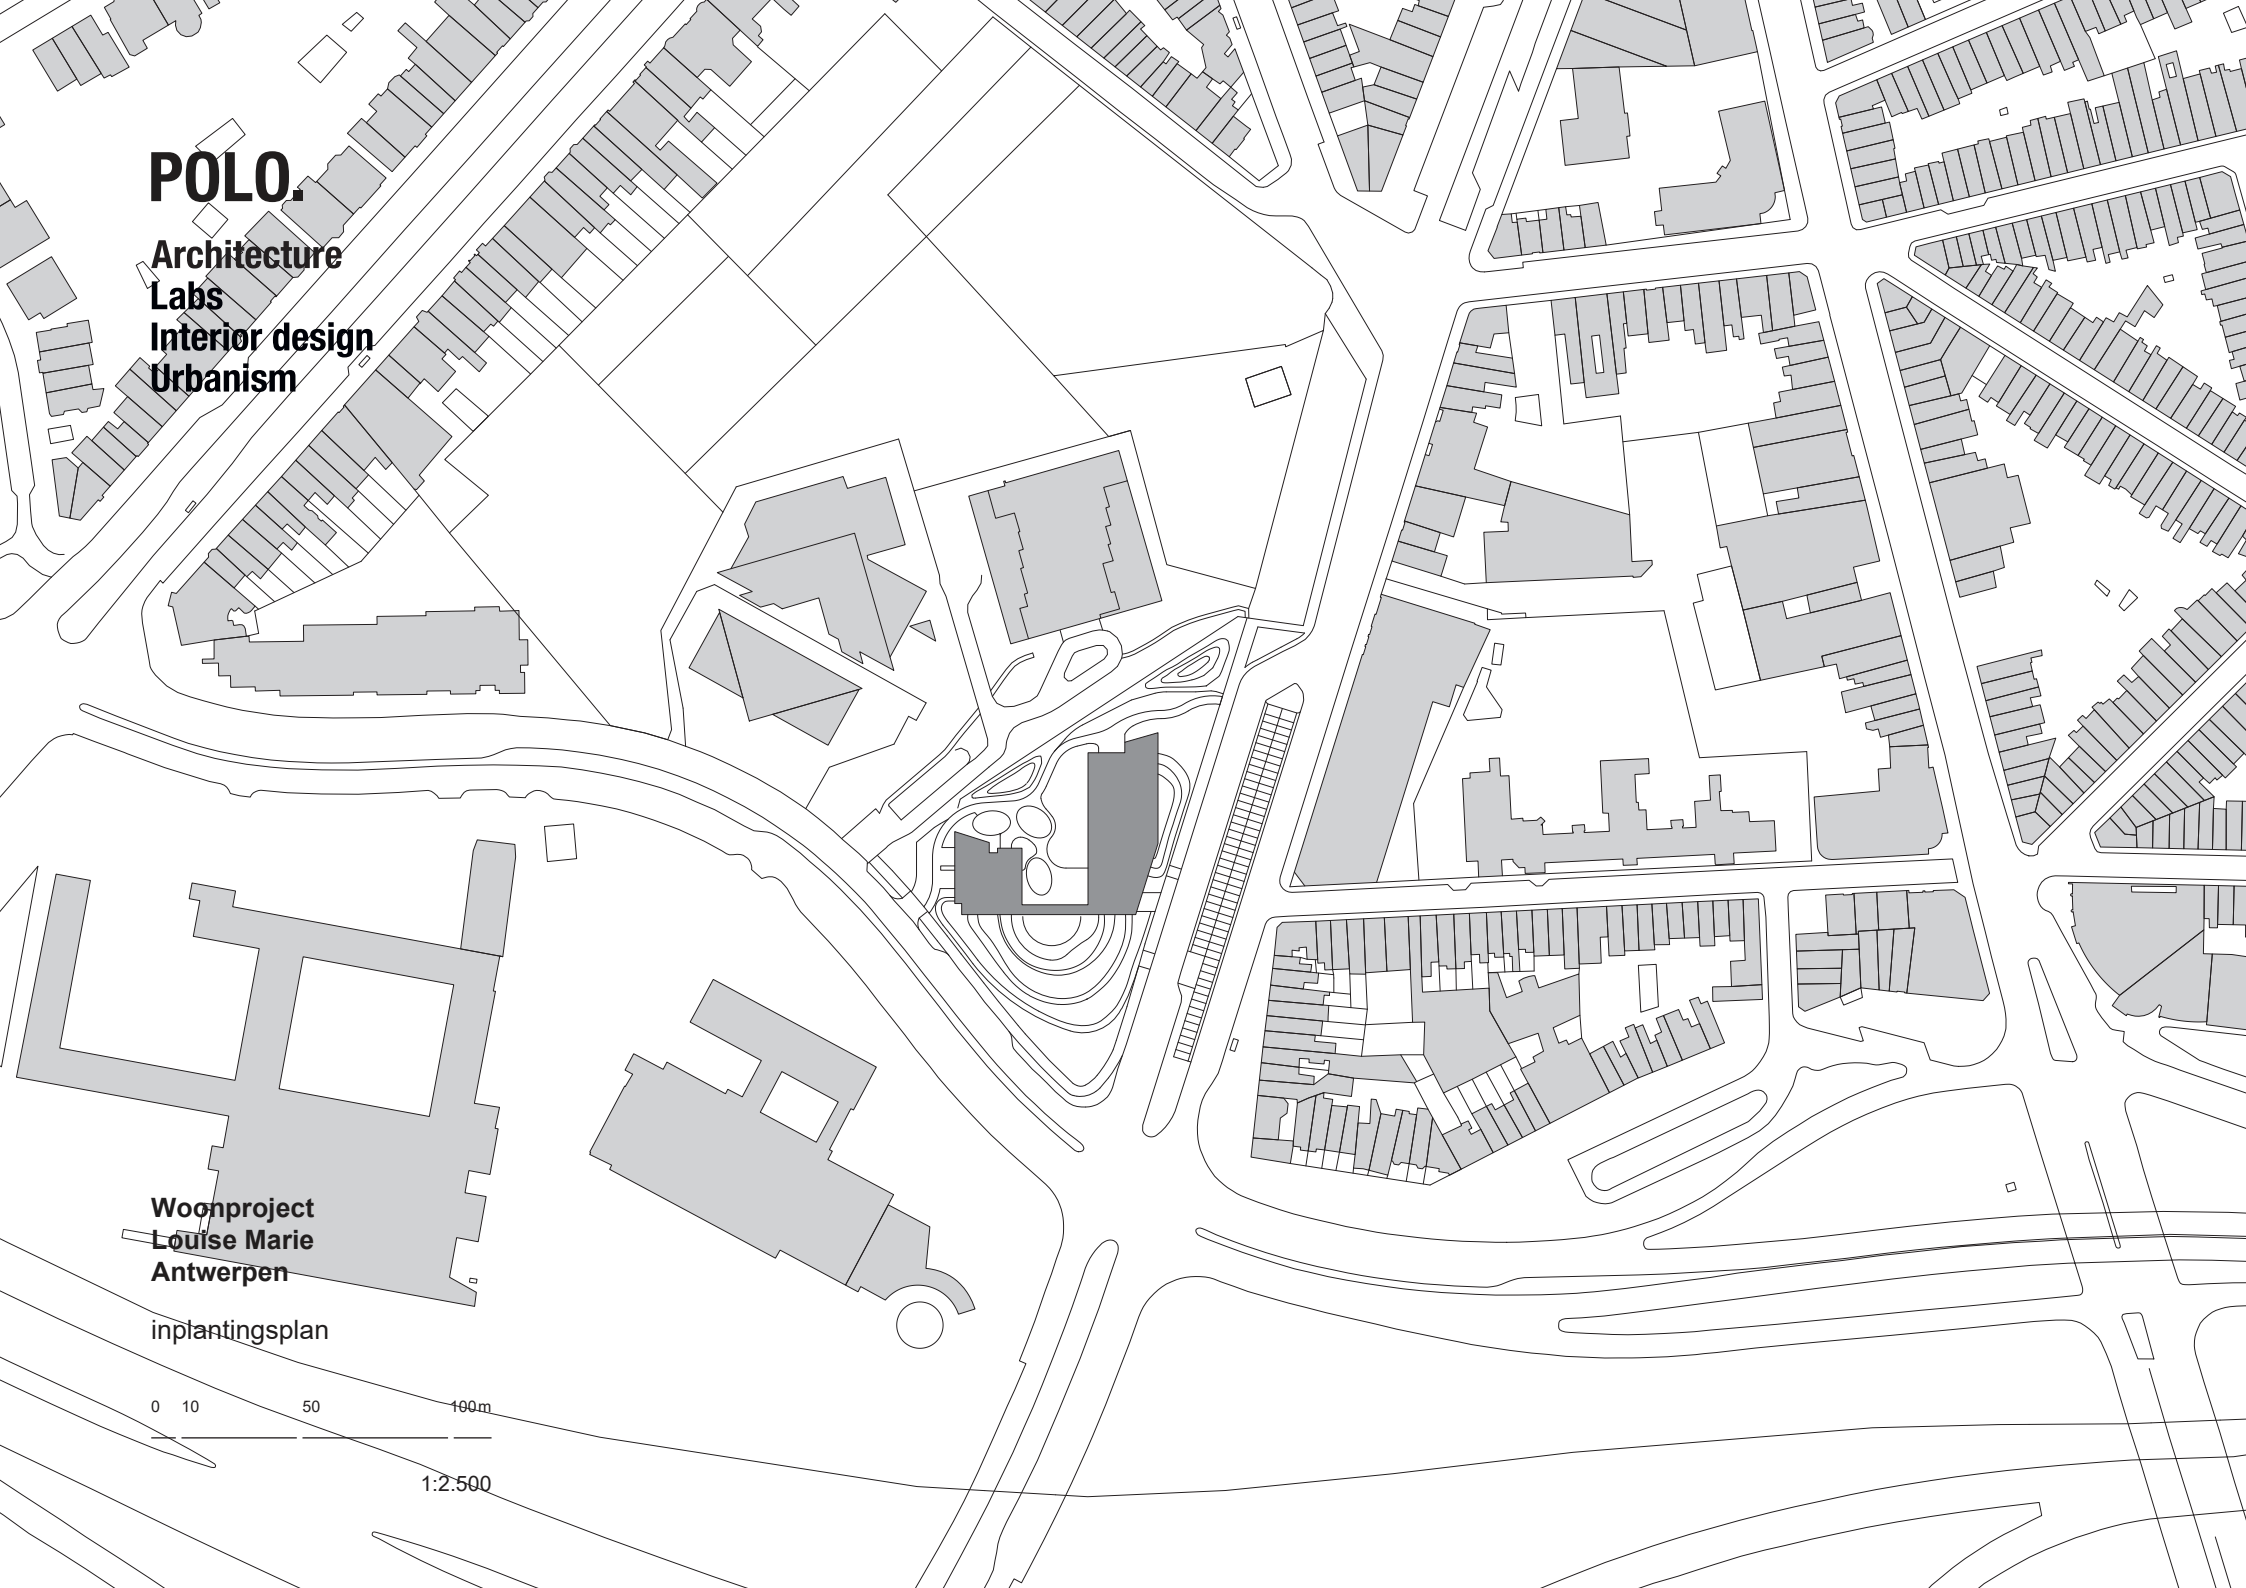 POLO.
Architecture
Labs
Interior design
Urbanism
Woonproject
Louise Marie
Antwerpen
inplantingsplan
0 10 50 100m
1:2.500